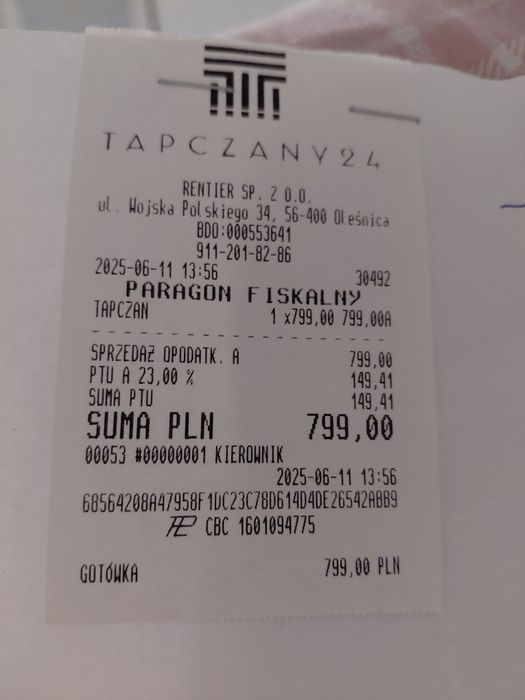 TAPCZANY24
RENTIER SP. Z O.O.
ul. Wojska Polskiego 34, 56-400 Oleśnica
BDO:000553641
911-201-82-86
2025-06-11 13:56 30492
PARAGON FISKALNY
TAPCZAN 1 x799,00 799,00A
SPRZEDAŻ OPODATK. A 799,00
PTU A 23,00 % 149,41
SUMA PTU 149,41
SUMA PLN 799,00
00053 #00000001 KIEROWNIK
2025-06-11 13:56
68564208A47958F1DC23C78D614D4DE26542ABB9
CBC 1601094775
GOTÓWKA 799,00 PLN